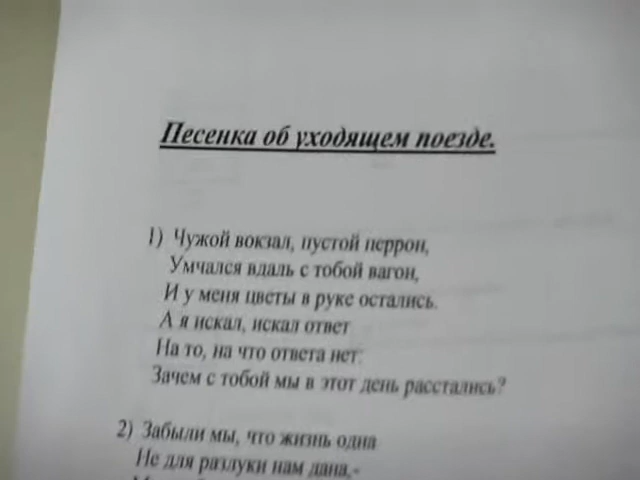 Песенка об уходящем поезде.
1) Чужой вокзал, пустой перрон,
Умчался вдаль с тобой вагон,
И у меня цветы в руке остались.
А я искал, искал ответ
На то, на что ответа нет:
Зачем с тобой мы в этот день расстались?
2) Забыли мы, что жизнь одна
Не для разлуки нам дана,-